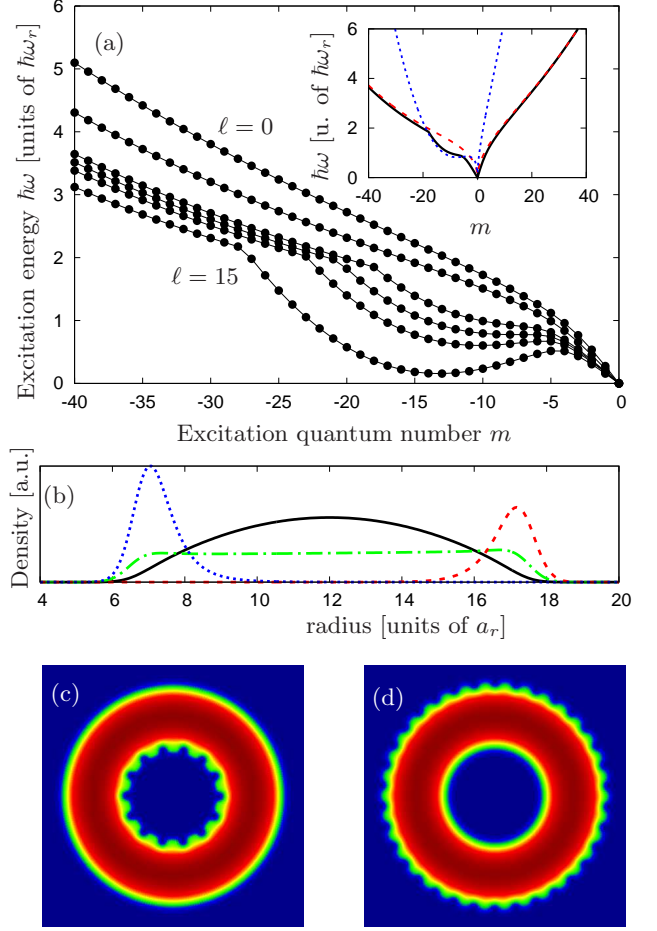 (a)
Excitation energy ħω [units of ħω_r]
6
5
4
3
2
1
0
ℓ = 0
ℓ = 15
-40 -35 -30 -25 -20 -15 -10 -5 0
Excitation quantum number m
ħω [u. of ħω_r]
6
4
2
0
-40 -20 0 20 40
m
(b)
Density [a.u.]
4 6 8 10 12 14 16 18 20
radius [units of a_r]
(c)
(d)